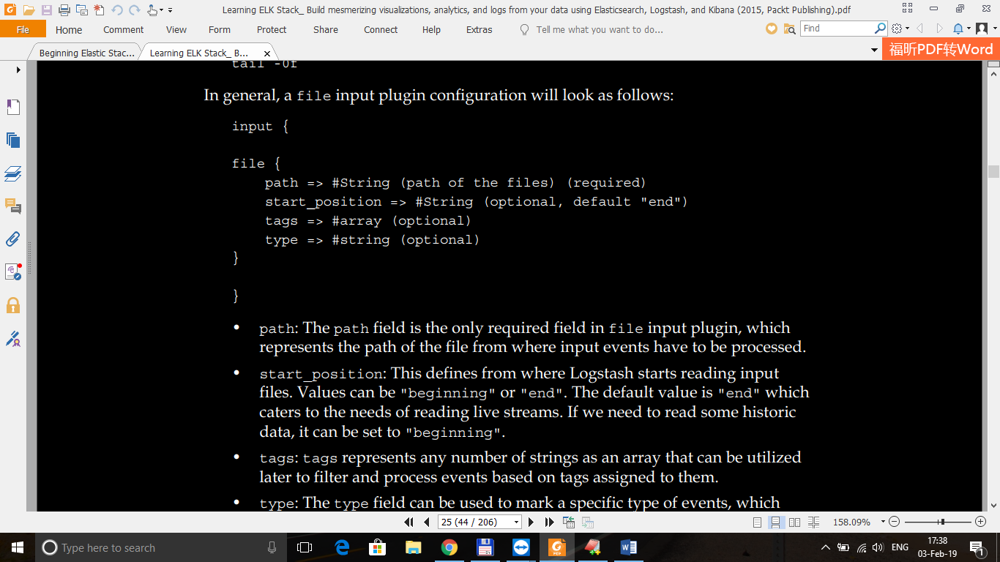 Learning ELK Stack_ Build mesmerizing visualizations, analytics, and logs from your data using Elasticsearch, Logstash, and Kibana (2015, Packt Publishing).pdf
File Home Comment View Form Protect Share Connect Help Extras Tell me what you want to do... Find
Beginning Elastic Stac... Learning ELK Stack_ B... 福昕PDF转Word
tail -0f
In general, a file input plugin configuration will look as follows:
input {
file {
path => #String (path of the files) (required)
start_position => #String (optional, default "end")
tags => #array (optional)
type => #string (optional)
}
}
• path: The path field is the only required field in file input plugin, which
represents the path of the file from where input events have to be processed.
• start_position: This defines from where Logstash starts reading input
files. Values can be "beginning" or "end". The default value is "end" which
caters to the needs of reading live streams. If we need to read some historic
data, it can be set to "beginning".
• tags: tags represents any number of strings as an array that can be utilized
later to filter and process events based on tags assigned to them.
• type: The type field can be used to mark a specific type of events, which
25 (44 / 206) 158.09%
Type here to search ENG 17:38
03-Feb-19
1